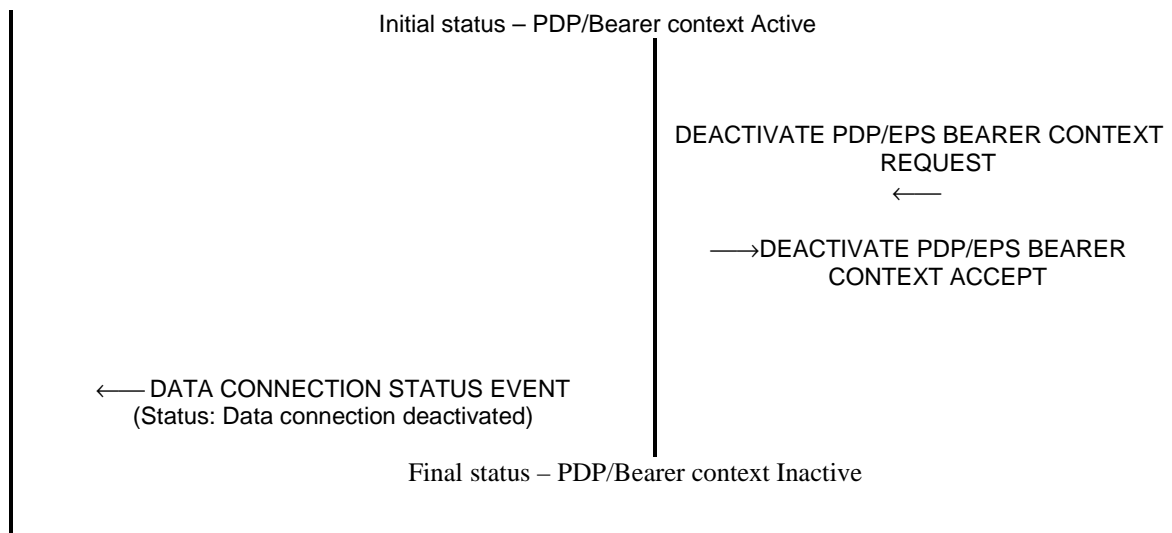 Initial status – PDP/Bearer context Active
DEACTIVATE PDP/EPS BEARER CONTEXT
REQUEST
←
→DEACTIVATE PDP/EPS BEARER
CONTEXT ACCEPT
← DATA CONNECTION STATUS EVENT
(Status: Data connection deactivated)
Final status – PDP/Bearer context Inactive